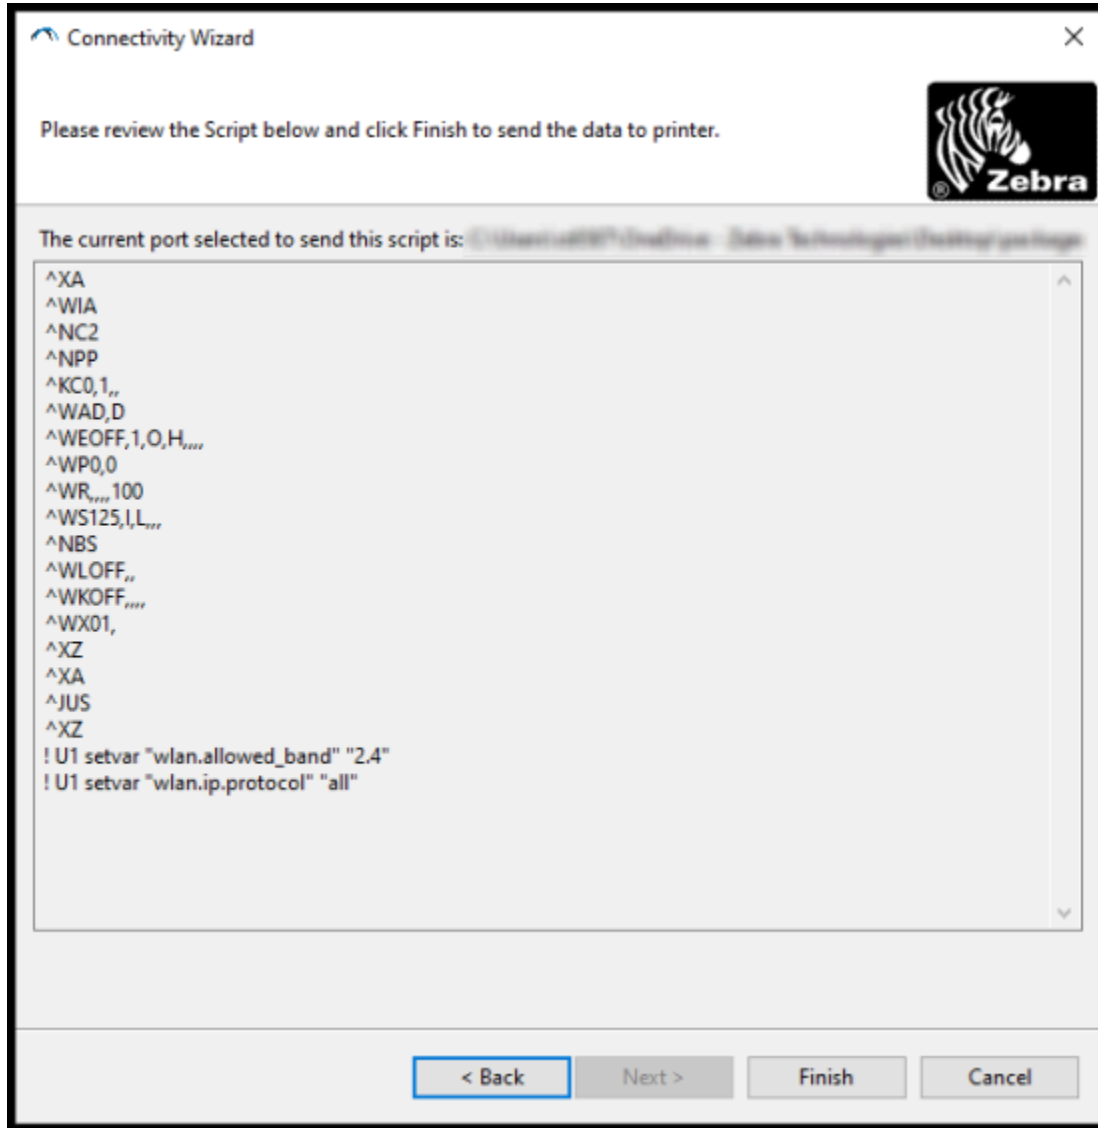 Connectivity Wizard
Please review the Script below and click Finish to send the data to printer.
® Zebra
The current port selected to send this script is:
^XA
^WIA
^NC2
^NPP
^KC0,1,,
^WAD,D
^WEOFF,1,O,H,,,,
^WP0,0
^WR,,,,100
^WS125,I,L,,,
^NBS
^WLOFF,,
^WKOFF,,,,
^WX01,
^XZ
^XA
^JUS
^XZ
! U1 setvar "wlan.allowed_band" "2.4"
! U1 setvar "wlan.ip.protocol" "all"
< Back Next > Finish Cancel